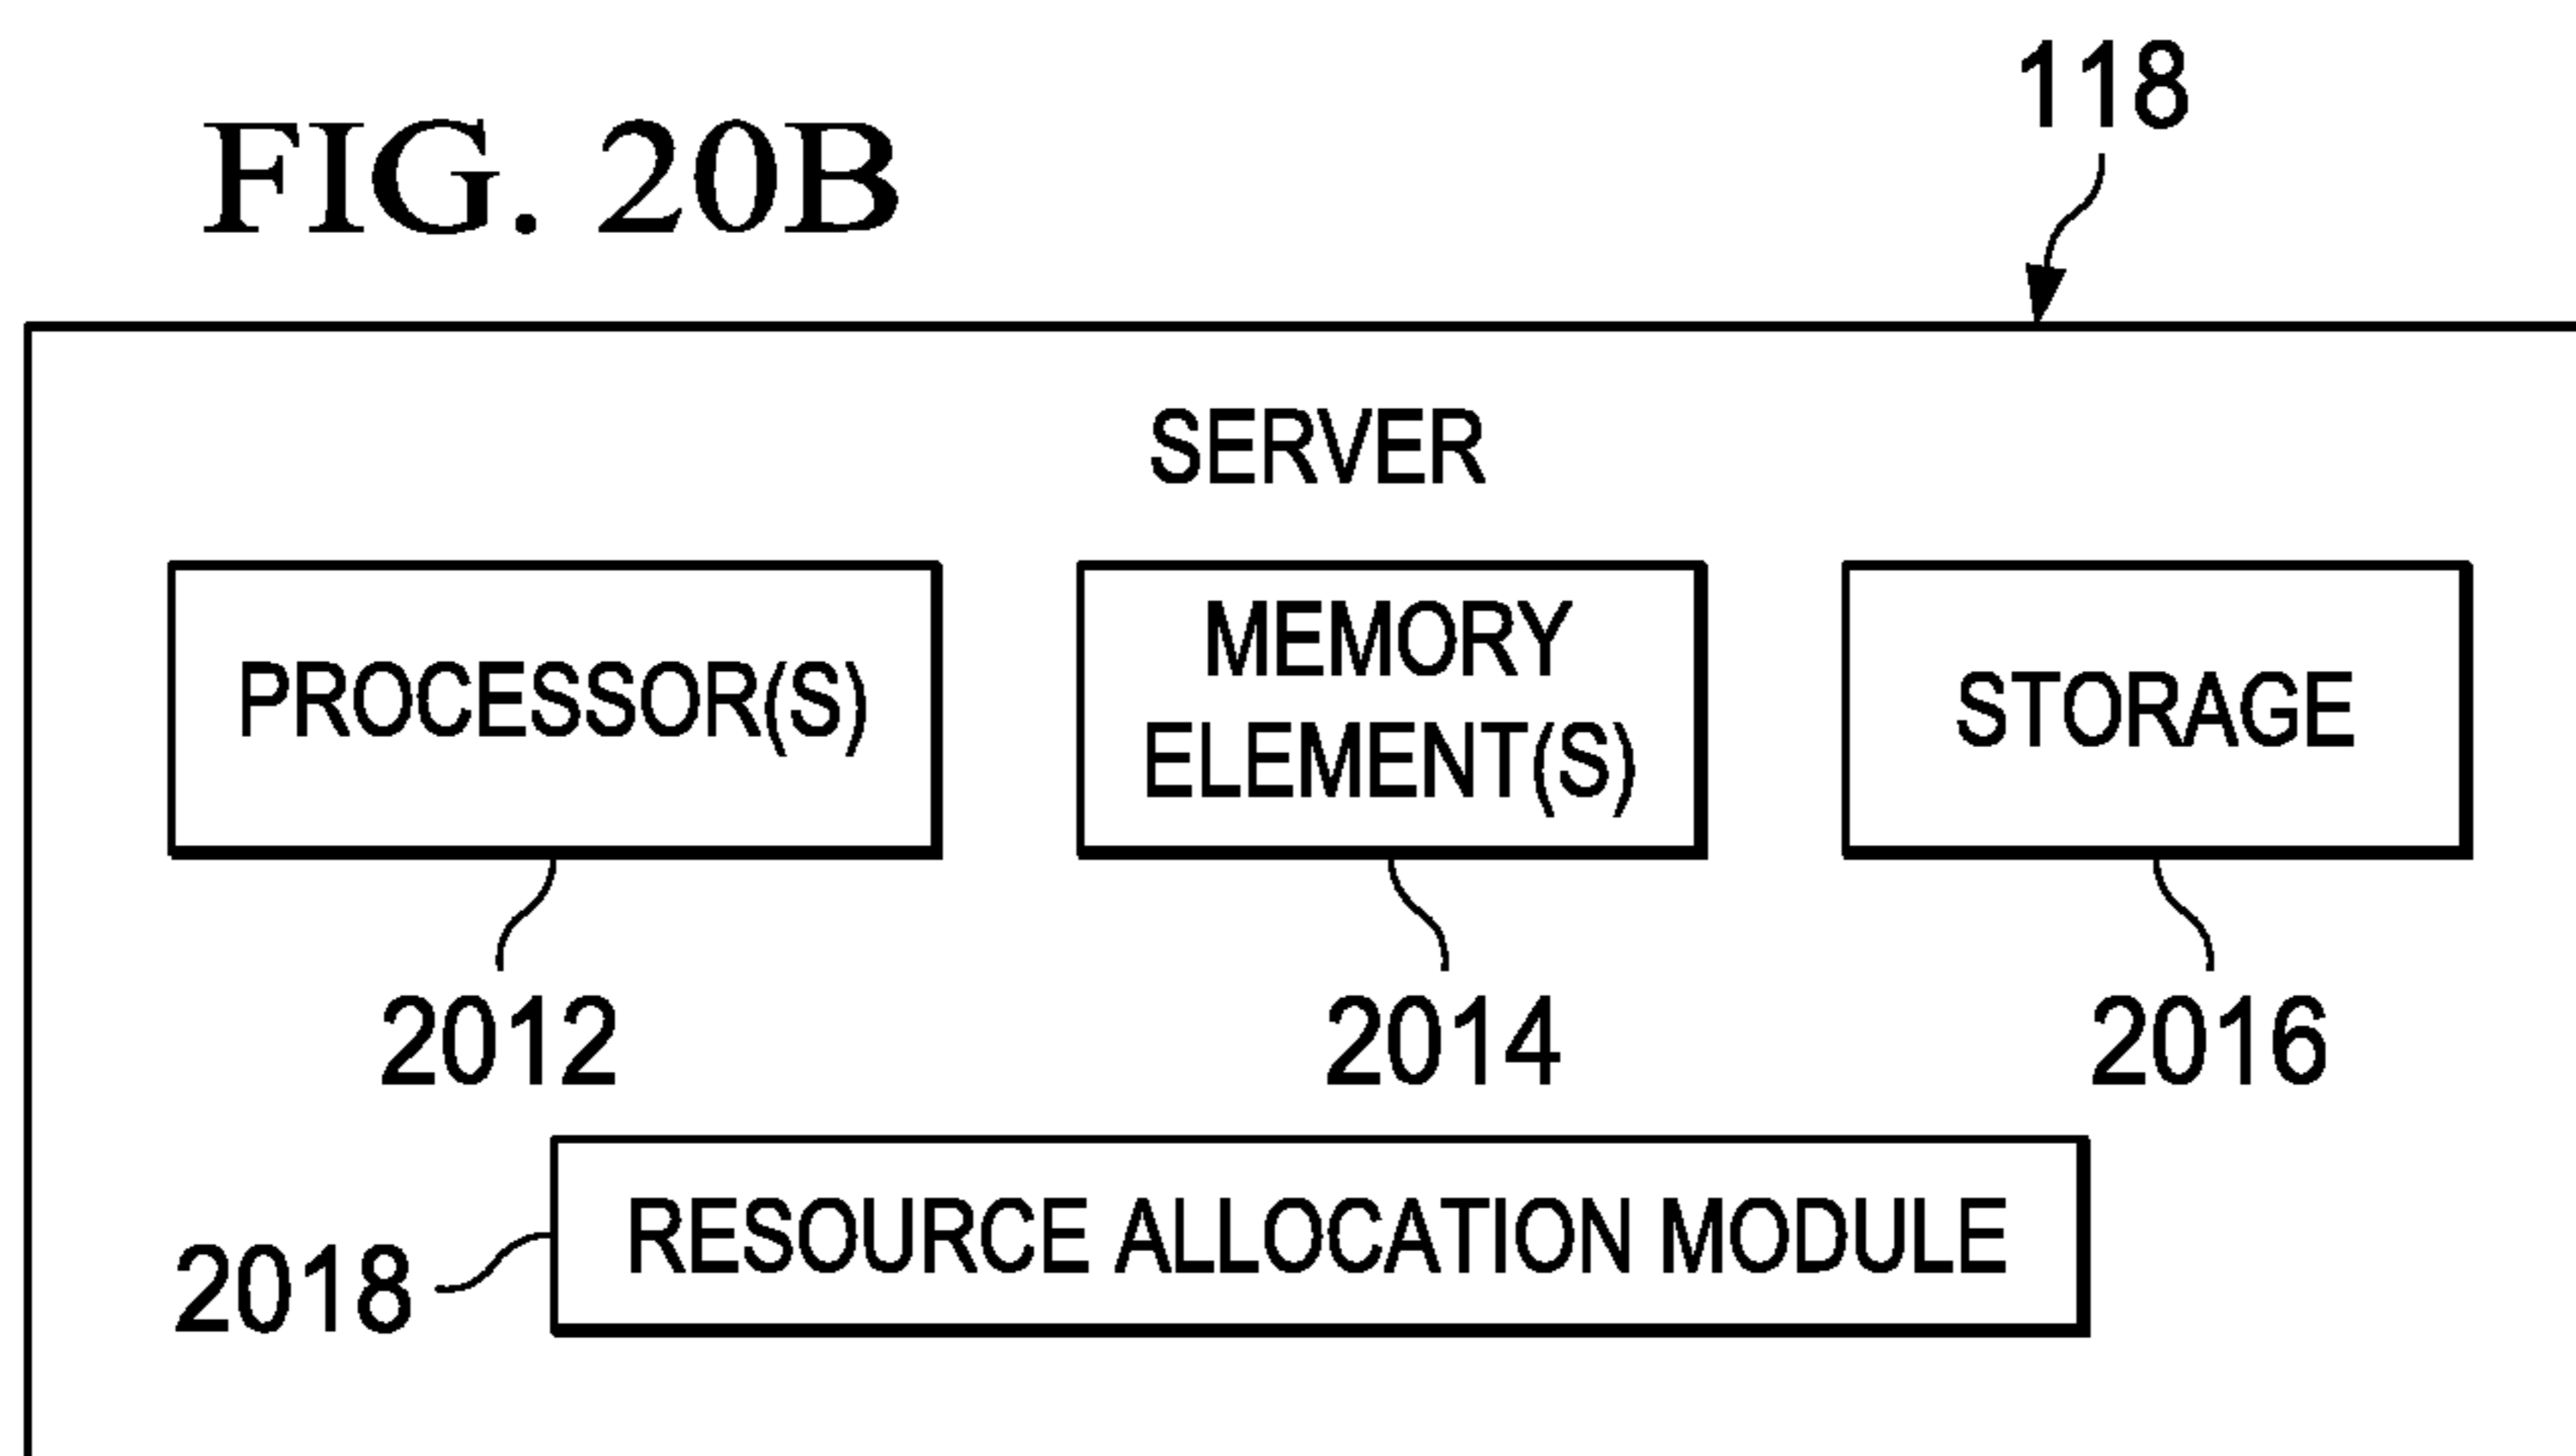 FIG. 20B
118
SERVER
PROCESSOR(S)
MEMORY
ELEMENT(S)
STORAGE
2012
2014
2016
RESOURCE ALLOCATION MODULE
2018